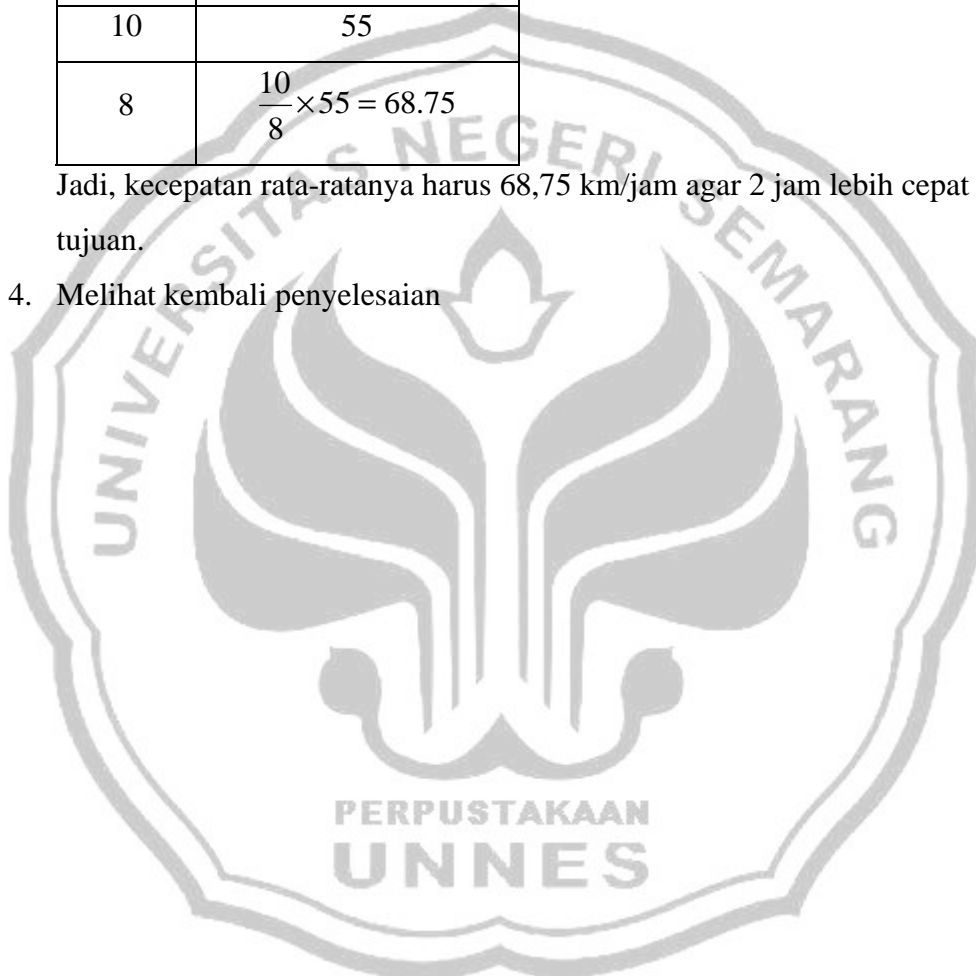 10 55
8 10/8 ×55 = 68.75
Jadi, kecepatan rata-ratanya harus 68,75 km/jam agar 2 jam lebih cepat
tujuan.
4. Melihat kembali penyelesaian
UNIVERSITAS NEGERI SEMARANG
PERPUSTAKAAN
UNNES